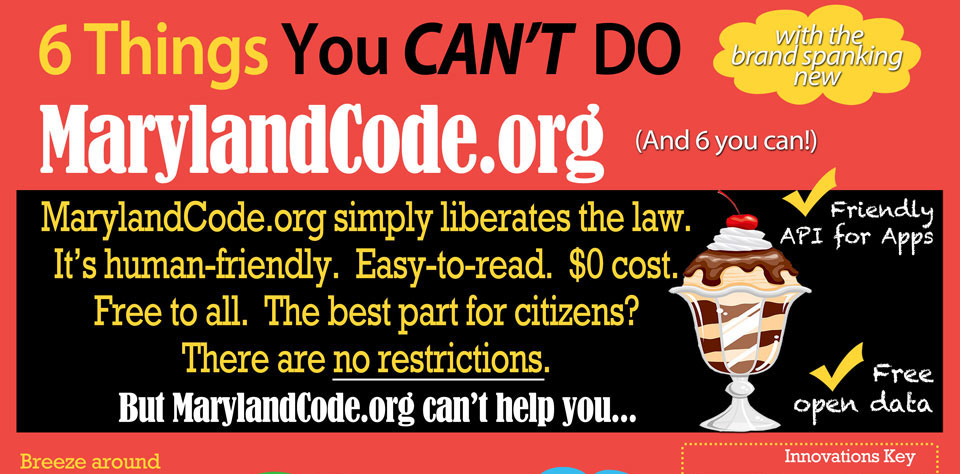 6 Things You CAN'T DO
with the
brand spanking
new
MarylandCode.org
(And 6 you can!)
MarylandCode.org simply liberates the law.
It's human-friendly. Easy-to-read. $0 cost.
Free to all. The best part for citizens?
There are no restrictions.
But MarylandCode.org can't help you...
Friendly
API for Apps
Free
open data
Breeze around
Innovations Key